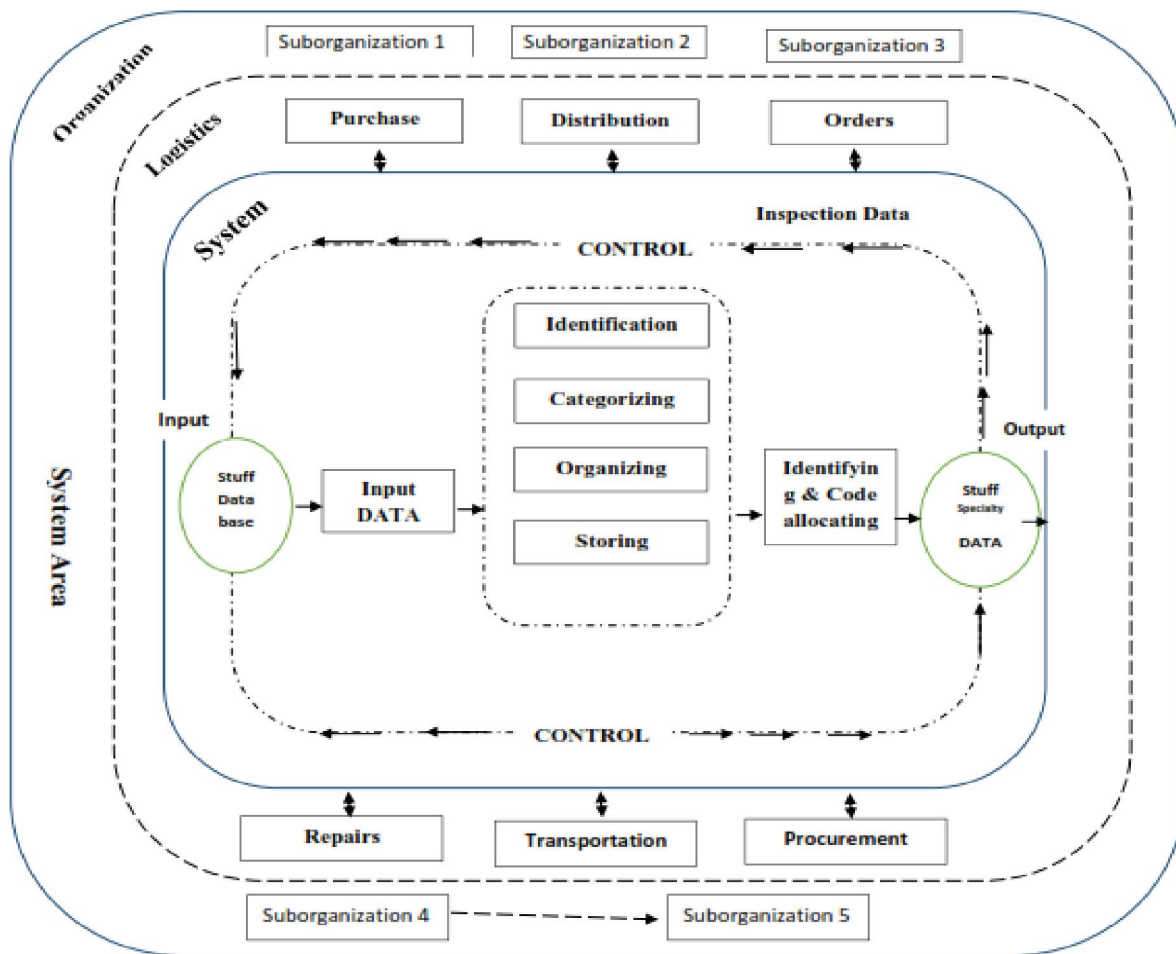 Suborganization 1
Suborganization 2
Suborganization 3
Organization
Logistics
Purchase
Distribution
Orders
System
Inspection Data
CONTROL
Identification
Categorizing
Input
Organizing
Output
System Area
Stuff
Data
base
Input
DATA
Identifyin
g & Code
allocating
Stuff
Specialty
DATA
Storing
CONTROL
Repairs
Transportation
Procurement
Suborganization 4
Suborganization 5